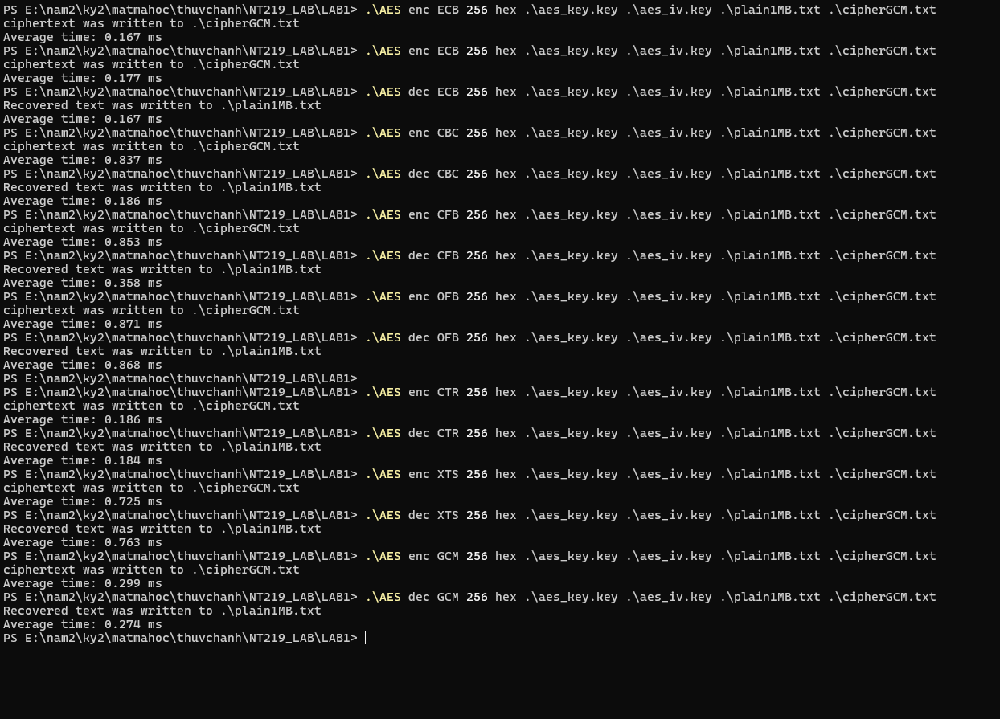 PS E:\nam2\ky2\matmahoc\thuvchanh\NT219_LAB\LAB1> .\AES enc ECB 256 hex .\aes_key.key .\aes_iv.key .\plain1MB.txt .\cipherGCM.txt
ciphertext was written to .\cipherGCM.txt
Average time: 0.167 ms
PS E:\nam2\ky2\matmahoc\thuvchanh\NT219_LAB\LAB1> .\AES enc ECB 256 hex .\aes_key.key .\aes_iv.key .\plain1MB.txt .\cipherGCM.txt
ciphertext was written to .\cipherGCM.txt
Average time: 0.177 ms
PS E:\nam2\ky2\matmahoc\thuvchanh\NT219_LAB\LAB1> .\AES dec ECB 256 hex .\aes_key.key .\aes_iv.key .\plain1MB.txt .\cipherGCM.txt
Recovered text was written to .\plain1MB.txt
Average time: 0.167 ms
PS E:\nam2\ky2\matmahoc\thuvchanh\NT219_LAB\LAB1> .\AES enc CBC 256 hex .\aes_key.key .\aes_iv.key .\plain1MB.txt .\cipherGCM.txt
ciphertext was written to .\cipherGCM.txt
Average time: 0.837 ms
PS E:\nam2\ky2\matmahoc\thuvchanh\NT219_LAB\LAB1> .\AES dec CBC 256 hex .\aes_key.key .\aes_iv.key .\plain1MB.txt .\cipherGCM.txt
Recovered text was written to .\plain1MB.txt
Average time: 0.186 ms
PS E:\nam2\ky2\matmahoc\thuvchanh\NT219_LAB\LAB1> .\AES enc CFB 256 hex .\aes_key.key .\aes_iv.key .\plain1MB.txt .\cipherGCM.txt
ciphertext was written to .\cipherGCM.txt
Average time: 0.853 ms
PS E:\nam2\ky2\matmahoc\thuvchanh\NT219_LAB\LAB1> .\AES dec CFB 256 hex .\aes_key.key .\aes_iv.key .\plain1MB.txt .\cipherGCM.txt
Recovered text was written to .\plain1MB.txt
Average time: 0.358 ms
PS E:\nam2\ky2\matmahoc\thuvchanh\NT219_LAB\LAB1> .\AES enc OFB 256 hex .\aes_key.key .\aes_iv.key .\plain1MB.txt .\cipherGCM.txt
ciphertext was written to .\cipherGCM.txt
Average time: 0.871 ms
PS E:\nam2\ky2\matmahoc\thuvchanh\NT219_LAB\LAB1> .\AES dec OFB 256 hex .\aes_key.key .\aes_iv.key .\plain1MB.txt .\cipherGCM.txt
Recovered text was written to .\plain1MB.txt
Average time: 0.868 ms
PS E:\nam2\ky2\matmahoc\thuvchanh\NT219_LAB\LAB1>
PS E:\nam2\ky2\matmahoc\thuvchanh\NT219_LAB\LAB1> .\AES enc CTR 256 hex .\aes_key.key .\aes_iv.key .\plain1MB.txt .\cipherGCM.txt
ciphertext was written to .\cipherGCM.txt
Average time: 0.186 ms
PS E:\nam2\ky2\matmahoc\thuvchanh\NT219_LAB\LAB1> .\AES dec CTR 256 hex .\aes_key.key .\aes_iv.key .\plain1MB.txt .\cipherGCM.txt
Recovered text was written to .\plain1MB.txt
Average time: 0.184 ms
PS E:\nam2\ky2\matmahoc\thuvchanh\NT219_LAB\LAB1> .\AES enc XTS 256 hex .\aes_key.key .\aes_iv.key .\plain1MB.txt .\cipherGCM.txt
ciphertext was written to .\cipherGCM.txt
Average time: 0.725 ms
PS E:\nam2\ky2\matmahoc\thuvchanh\NT219_LAB\LAB1> .\AES dec XTS 256 hex .\aes_key.key .\aes_iv.key .\plain1MB.txt .\cipherGCM.txt
Recovered text was written to .\plain1MB.txt
Average time: 0.763 ms
PS E:\nam2\ky2\matmahoc\thuvchanh\NT219_LAB\LAB1> .\AES enc GCM 256 hex .\aes_key.key .\aes_iv.key .\plain1MB.txt .\cipherGCM.txt
ciphertext was written to .\cipherGCM.txt
Average time: 0.299 ms
PS E:\nam2\ky2\matmahoc\thuvchanh\NT219_LAB\LAB1> .\AES dec GCM 256 hex .\aes_key.key .\aes_iv.key .\plain1MB.txt .\cipherGCM.txt
Recovered text was written to .\plain1MB.txt
Average time: 0.274 ms
PS E:\nam2\ky2\matmahoc\thuvchanh\NT219_LAB\LAB1>